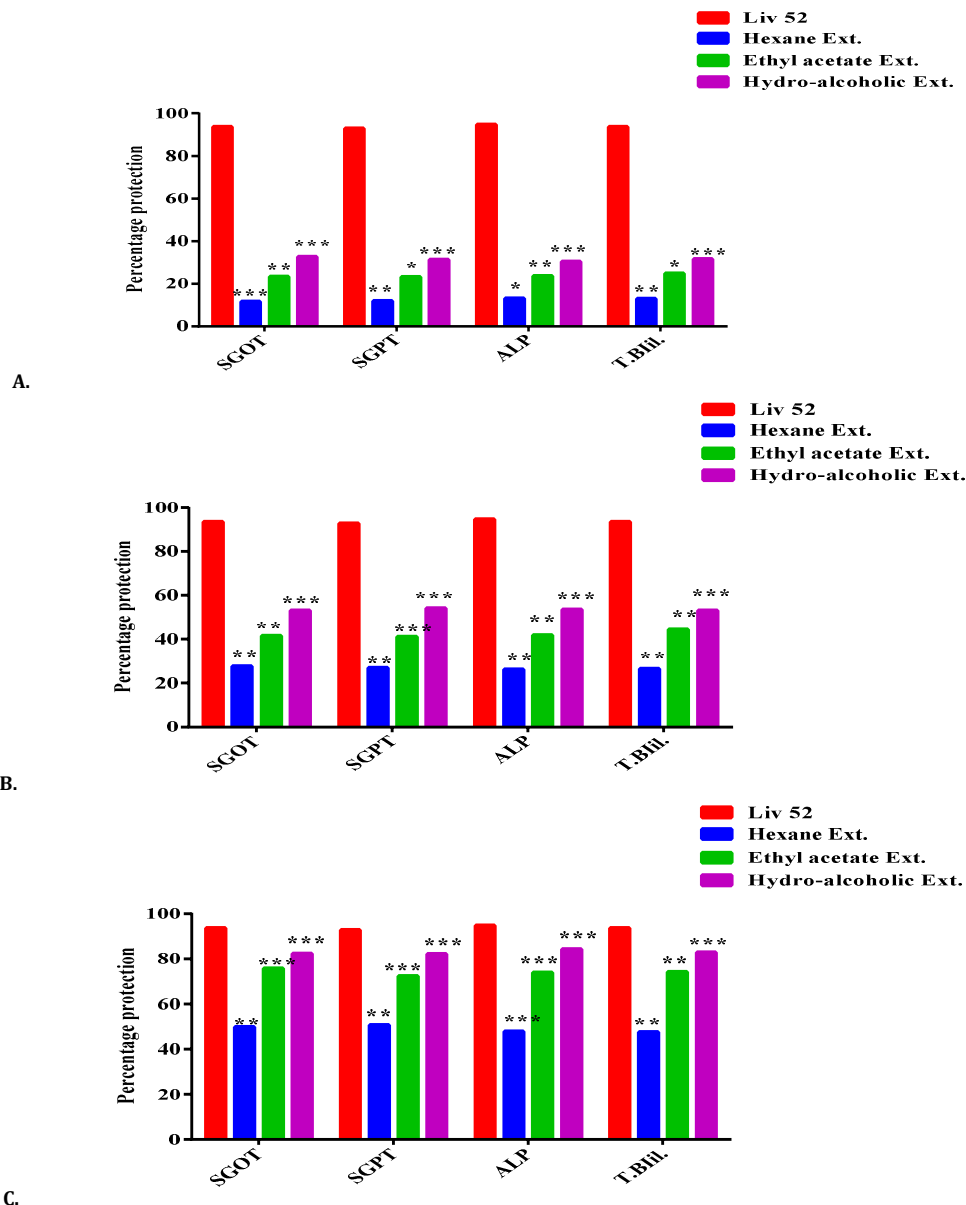 Liv 52
Hexane Ext.
Ethyl acetate Ext.
Hydro-alcoholic Ext.
Percentage protection
100
80
60
40
20
0
*** ** *** ** * *** * ** *** ** * ***
SGOT SGPT ALP T.BIil.
A.
Liv 52
Hexane Ext.
Ethyl acetate Ext.
Hydro-alcoholic Ext.
Percentage protection
100
80
60
40
20
0
** ** *** ** *** *** ** ** *** ** ** ***
SGOT SGPT ALP T.BIil.
B.
Liv 52
Hexane Ext.
Ethyl acetate Ext.
Hydro-alcoholic Ext.
Percentage protection
100
80
60
40
20
0
** *** *** ** *** *** *** *** *** ** ** ***
SGOT SGPT ALP T.BIil.
C.